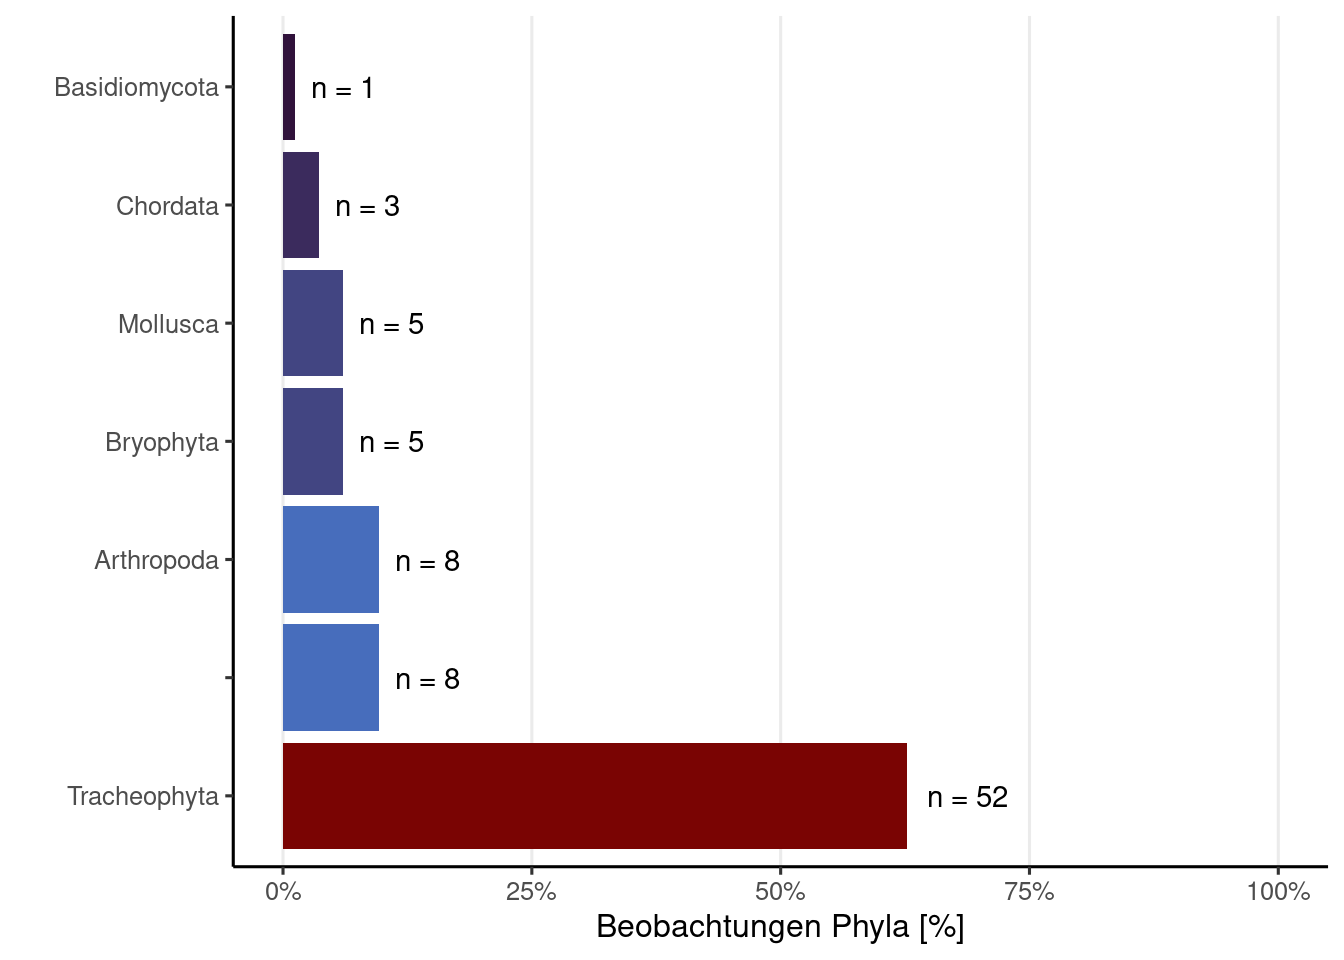 Basidiomycota
n = 1
Chordata
n = 3
Mollusca
n = 5
Bryophyta
n = 5
Arthropoda
n = 8
n = 8
Tracheophyta
n = 52
0% 25% 50% 75% 100%
Beobachtungen Phyla [%]